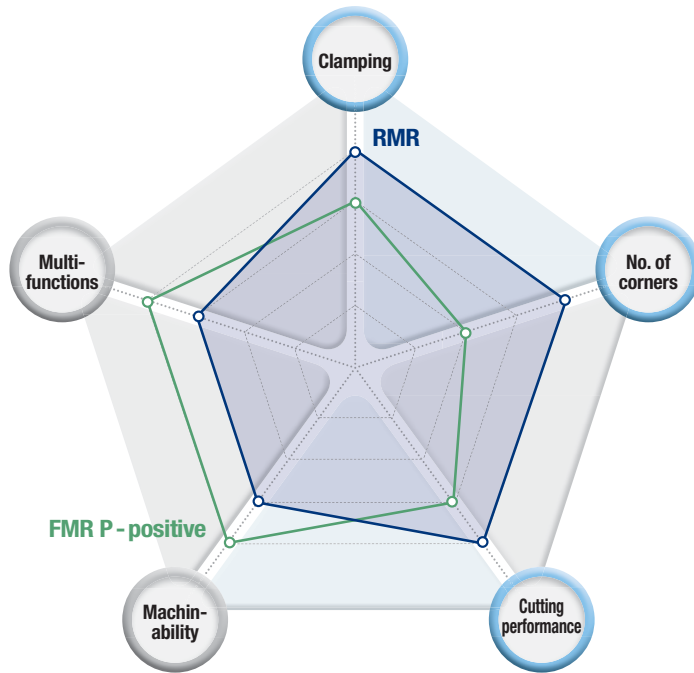 Clamping
RMR
Multi-
functions
No. of
corners
FMR P-positive
Machin-
ability
Cutting
performance